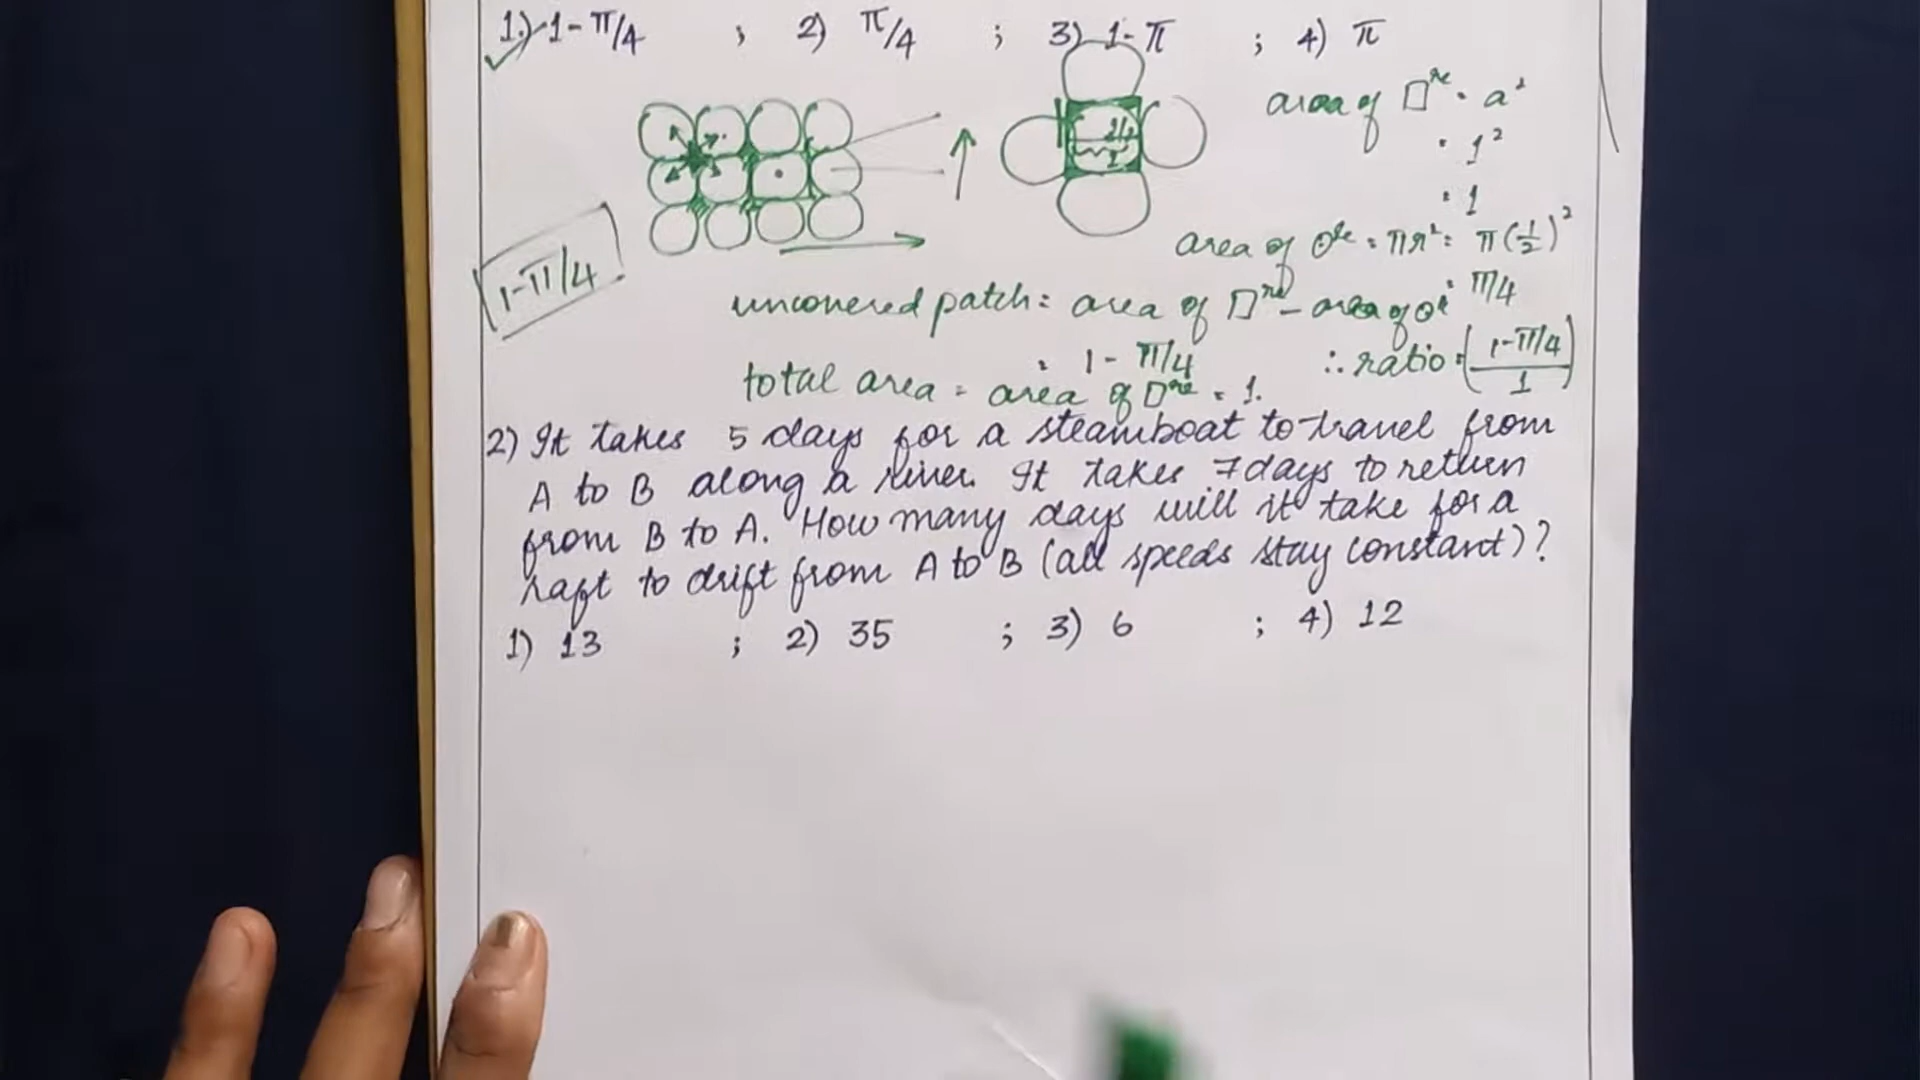 1.) 1 - π/4 ; 2) π/4 ; 3) 1 - π ; 4) π
area of □re = a²
= 1²
= 1
area of Ole = πr² = π(1/2)²
= π/4
1-π/4
uncovered patch = area of □re - area of Ole
= 1 - π/4
∴ ratio = (1-π/4 / 1)
total area = area of □re = 1.
2) It takes 5 days for a steamboat to travel from
A to B along a river. It takes 7 days to return
from B to A. How many days will it take for a
raft to drift from A to B (all speeds stay constant)?
1) 13 ; 2) 35 ; 3) 6 ; 4) 12